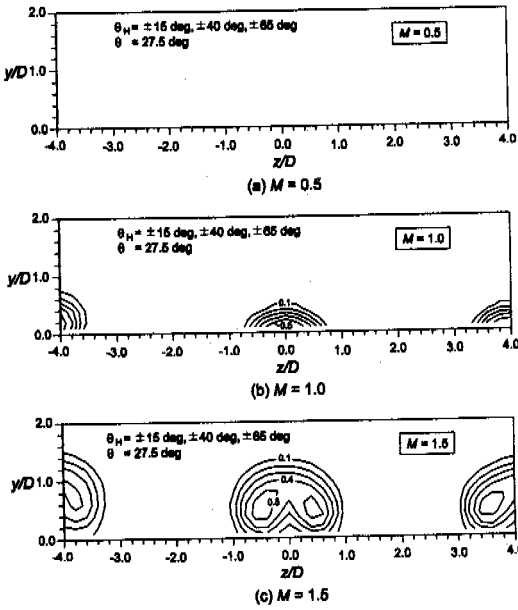 2.0
θH = ±15 deg, ±40 deg, ±65 deg
θ = 27.5 deg
M = 0.5
y/D 1.0
0.0
-4.0 -3.0 -2.0 -1.0 0.0 1.0 2.0 3.0 4.0
z/D
(a) M = 0.5
2.0
θH = ±15 deg, ±40 deg, ±65 deg
θ = 27.5 deg
M = 1.0
y/D 1.0
0.1
0.5
0.0
-4.0 -3.0 -2.0 -1.0 0.0 1.0 2.0 3.0 4.0
z/D
(b) M = 1.0
2.0
θH = ±15 deg, ±40 deg, ±65 deg
θ = 27.5 deg
M = 1.5
0.1
y/D 1.0
0.4
0.0
-4.0 -3.0 -2.0 -1.0 0.0 1.0 2.0 3.0 4.0
z/D
(c) M = 1.5